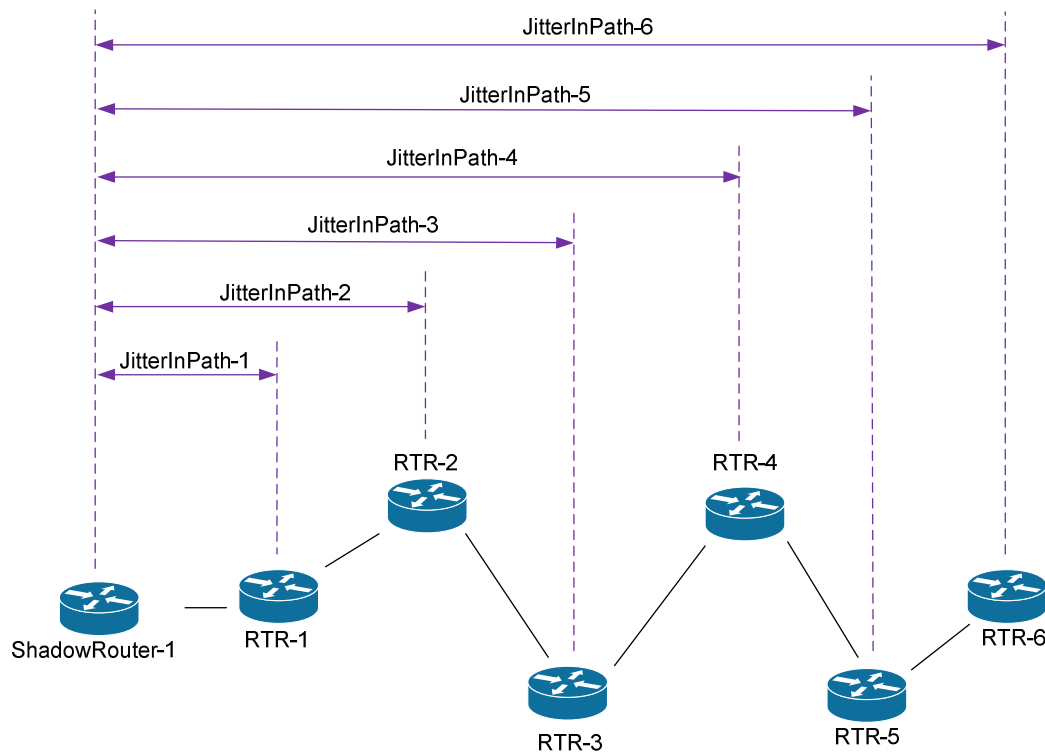 JitterInPath-6
JitterInPath-5
JitterInPath-4
JitterInPath-3
JitterInPath-2
JitterInPath-1
RTR-2
RTR-4
ShadowRouter-1
RTR-1
RTR-6
RTR-3
RTR-5